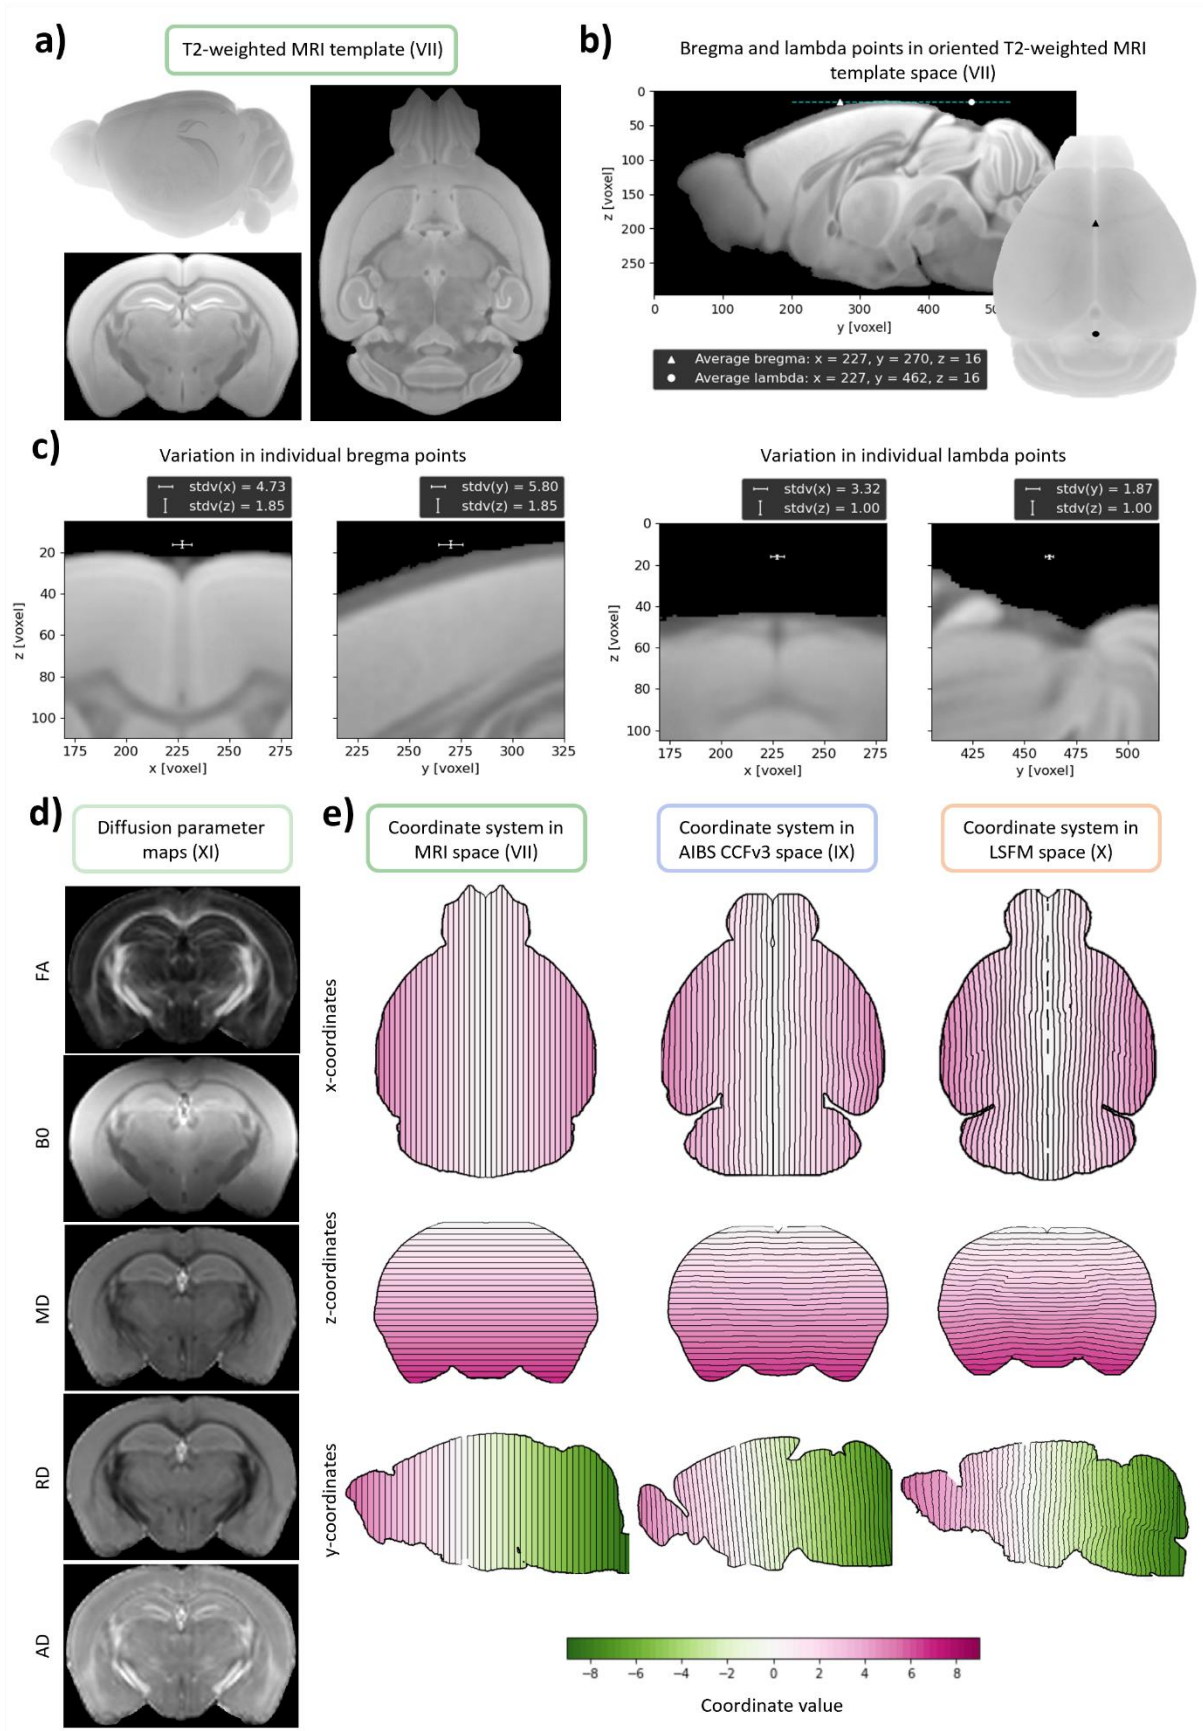 a)
T2-weighted MRI template (VII)
b)
Bregma and lambda points in oriented T2-weighted MRI
template space (VII)
0
50
100
150
200
250
z [voxel]
0 100 200 300 400
y [voxel]
Average bregma: x = 227, y = 270, z = 16
Average lambda: x = 227, y = 462, z = 16
c)
Variation in individual bregma points
stdv(x) = 4.73
stdv(z) = 1.85
stdv(y) = 5.80
stdv(z) = 1.85
20
40
60
80
100
z [voxel]
175 200 225 250 275
x [voxel]
225 250 275 300 325
y [voxel]
Variation in individual lambda points
stdv(x) = 3.32
stdv(z) = 1.00
stdv(y) = 1.87
stdv(z) = 1.00
0
20
40
60
80
100
z [voxel]
175 200 225 250 275
x [voxel]
425 450 475 500
y [voxel]
d)
Diffusion parameter
maps (XI)
FA
B0
MD
RD
AD
e)
Coordinate system in
MRI space (VII)
Coordinate system in
AIBS CCFv3 space (IX)
Coordinate system in
LSFM space (X)
x-coordinates
z-coordinates
y-coordinates
−8 −6 −4 −2 0 2 4 6 8
Coordinate value